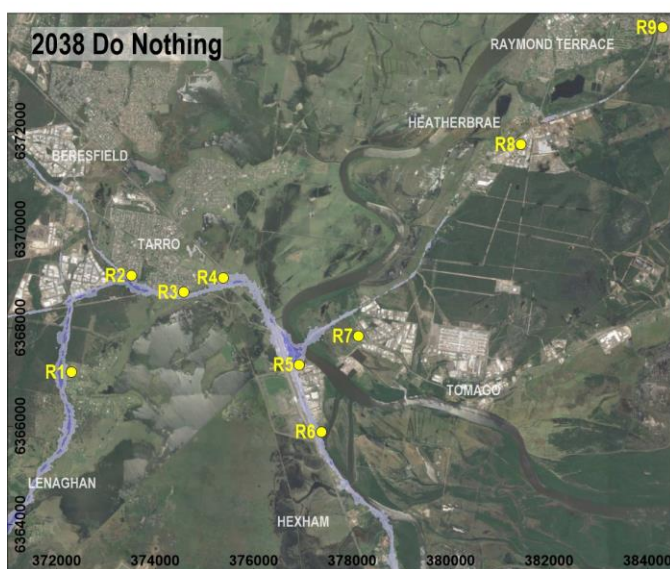 2038 Do Nothing
R9
RAYMOND TERRACE
HEATHERBRAE
R8
BERESFIELD
TARRO
R2
R3
R4
R7
R5
R1
TOMAGO
R6
LENAGHAN
HEXHAM
6372000
6370000
6368000
6366000
6364000
372000 374000 376000 378000 380000 382000 384000